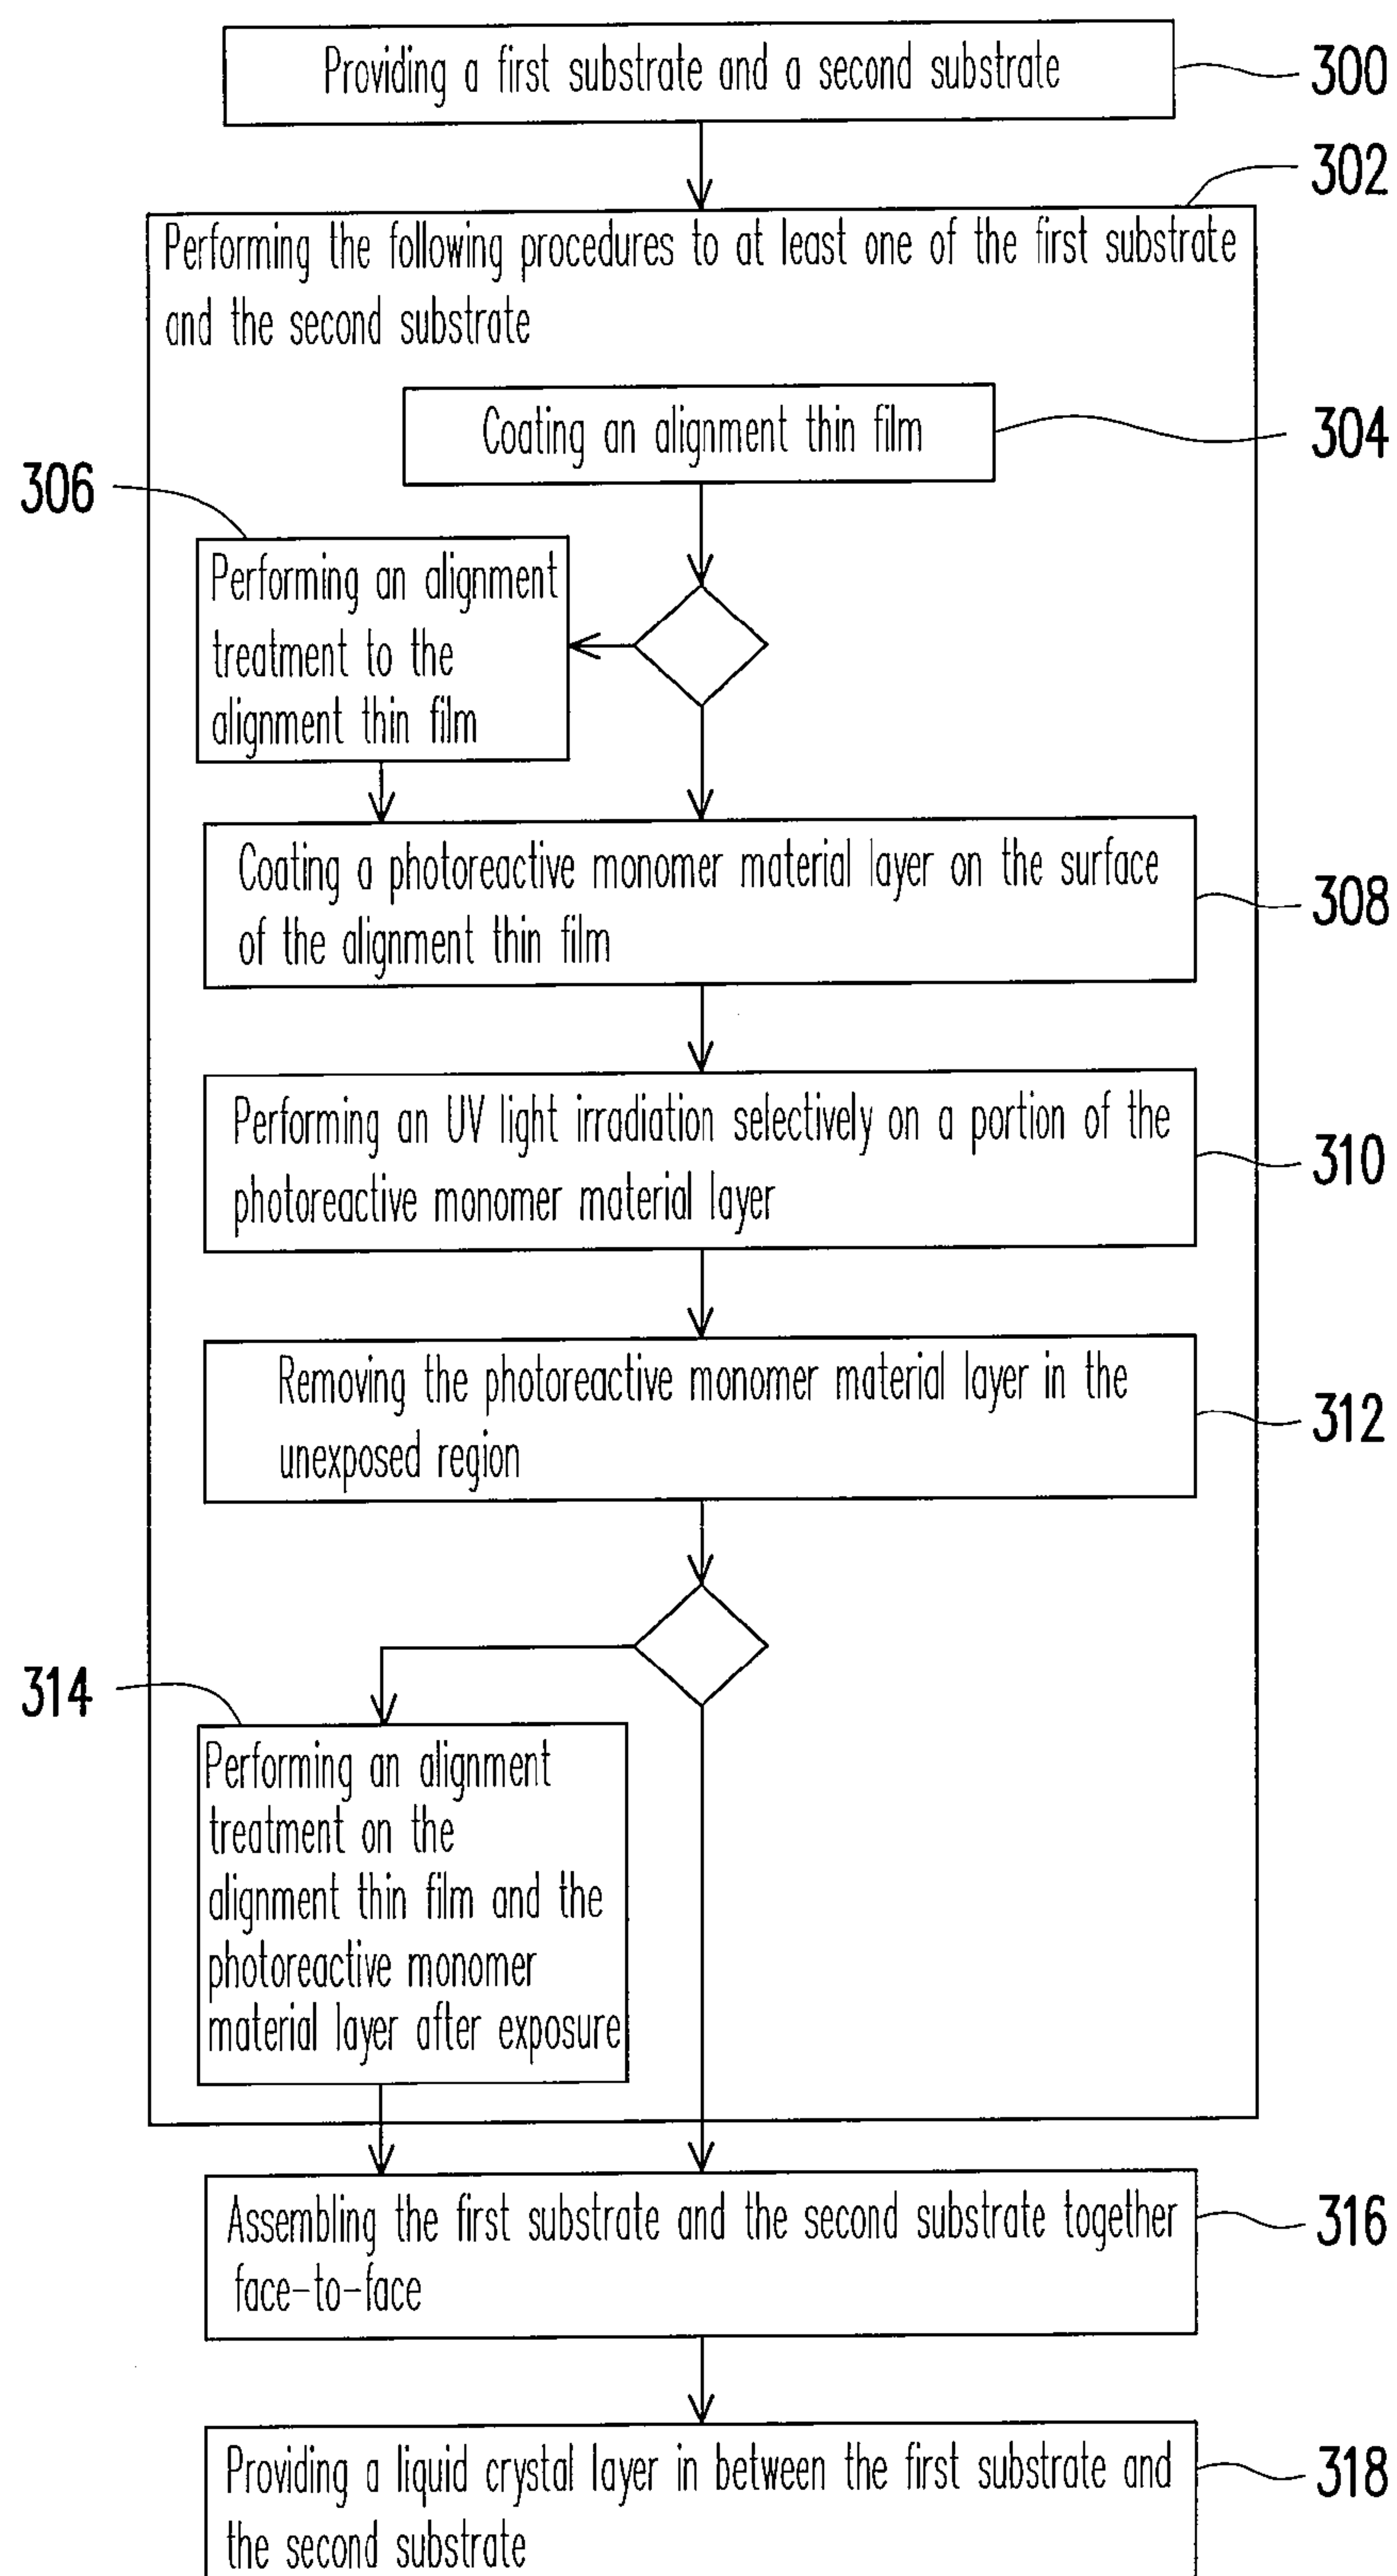 Providing a first substrate and a second substrate
300
302
Performing the following procedures to at least one of the first substrate
and the second substrate
Coating an alignment thin film
304
306
Performing an alignment
treatment to the
alignment thin film
Coating a photoreactive monomer material layer on the surface
of the alignment thin film
308
Performing an UV light irradiation selectively on a portion of the
photoreactive monomer material layer
310
Removing the photoreactive monomer material layer in the
unexposed region
312
314
Performing an alignment
treatment on the
alignment thin film and the
photoreactive monomer
material layer after exposure
Assembling the first substrate and the second substrate together
face-to-face
316
Providing a liquid crystal layer in between the first substrate and
the second substrate
318